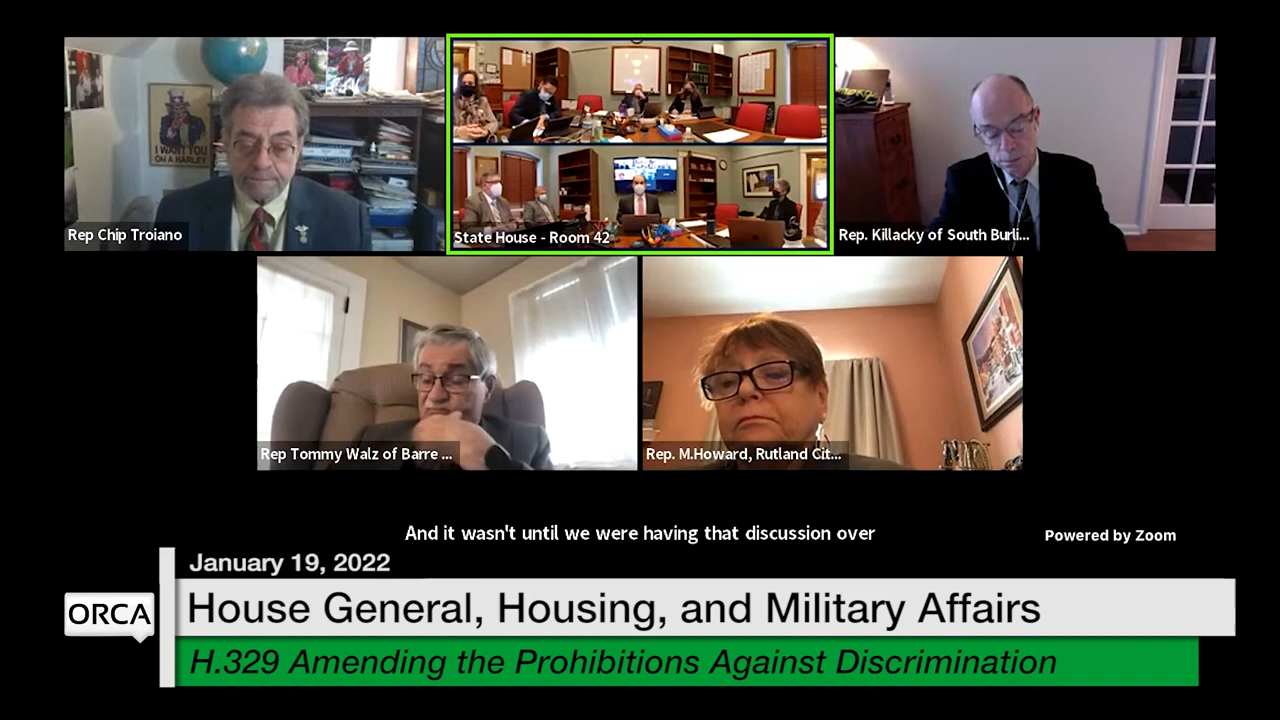 I WANT YOU
ON A HARLEY
Rep Chip Troiano
State House - Room 42
Rep. Killacky of South Burli...
Rep Tommy Walz of Barre ...
Rep. M.Howard, Rutland Cit...
And it wasn't until we were having that discussion over
Powered by Zoom
January 19, 2022
ORCA
House General, Housing, and Military Affairs
H.329 Amending the Prohibitions Against Discrimination